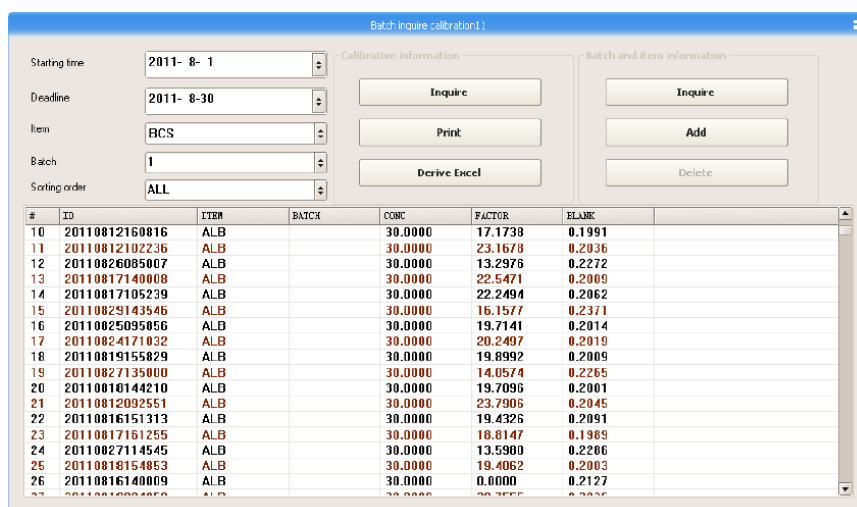 Batch inquire calibration11
Starting time 2011- 8- 1
Calibration information
Batch and item information
Deadline 2011- 8-30
Inquire
Inquire
Item BCS
Print
Add
Batch 1
Derive Excel
Delete
Sorting order ALL
# ID ITEM BATCH CONC FACTOR BLANK
10 20110812160816 ALB 30.0000 17.1738 0.1991
11 20110812102236 ALB 30.0000 23.1678 0.2036
12 20110826085007 ALB 30.0000 13.2976 0.2272
13 20110817140008 ALB 30.0000 22.5471 0.2009
14 20110817105239 ALB 30.0000 22.2494 0.2062
15 20110829143546 ALB 30.0000 16.1577 0.2371
16 20110825095856 ALB 30.0000 19.7141 0.2014
17 20110824171032 ALB 30.0000 20.2497 0.2019
18 20110819155829 ALB 30.0000 19.8992 0.2009
19 20110827135000 ALB 30.0000 14.0574 0.2265
20 20110818144210 ALB 30.0000 19.7096 0.2001
21 20110812092551 ALB 30.0000 23.7906 0.2045
22 20110816151313 ALB 30.0000 19.4326 0.2091
23 20110817161255 ALB 30.0000 18.8147 0.1989
24 20110827114545 ALB 30.0000 13.5980 0.2286
25 20110818154853 ALB 30.0000 19.4062 0.2003
26 20110816140009 ALB 30.0000 0.0000 0.2127